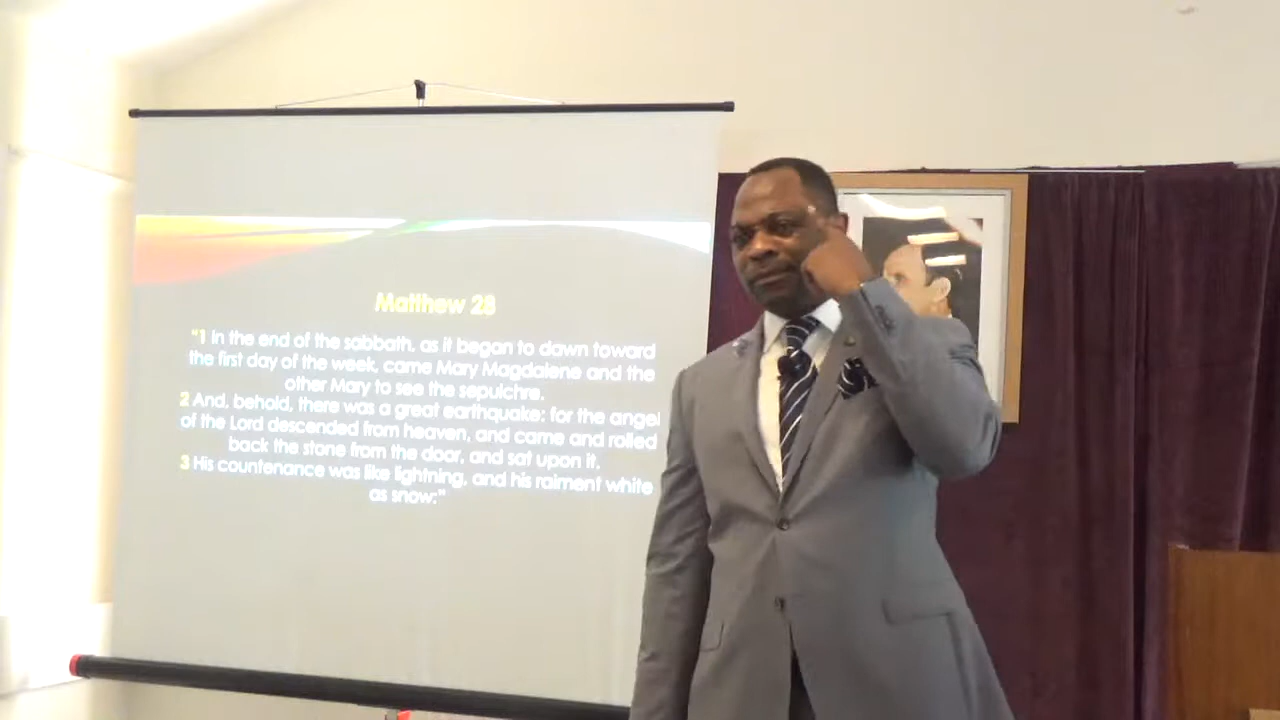 Matthew 28
"1 In the end of the sabbath, as it began to dawn toward
the first day of the week, came Mary Magdalene and the
other Mary to see the sepulchre.
2 And, behold, there was a great earthquake: for the angel
of the Lord descended from heaven, and came and rolled
back the stone from the door, and sat upon it.
3 His countenance was like lightning, and his raiment white
as snow:"